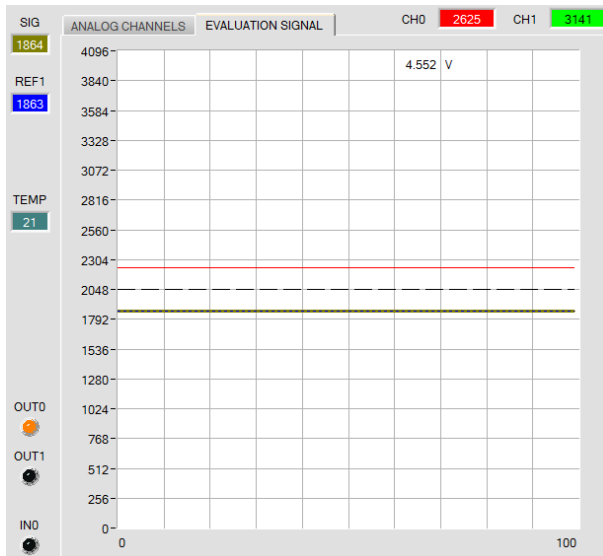 SIG
1864
REF1
1863
TEMP
21
OUT0
OUT1
IN0
ANALOG CHANNELS
EVALUATION SIGNAL
CH0 2625 CH1 3141
4.552 V
4096
3840
3584
3328
3072
2816
2560
2304
2048
1792
1536
1280
1024
768
512
256
0
0 100